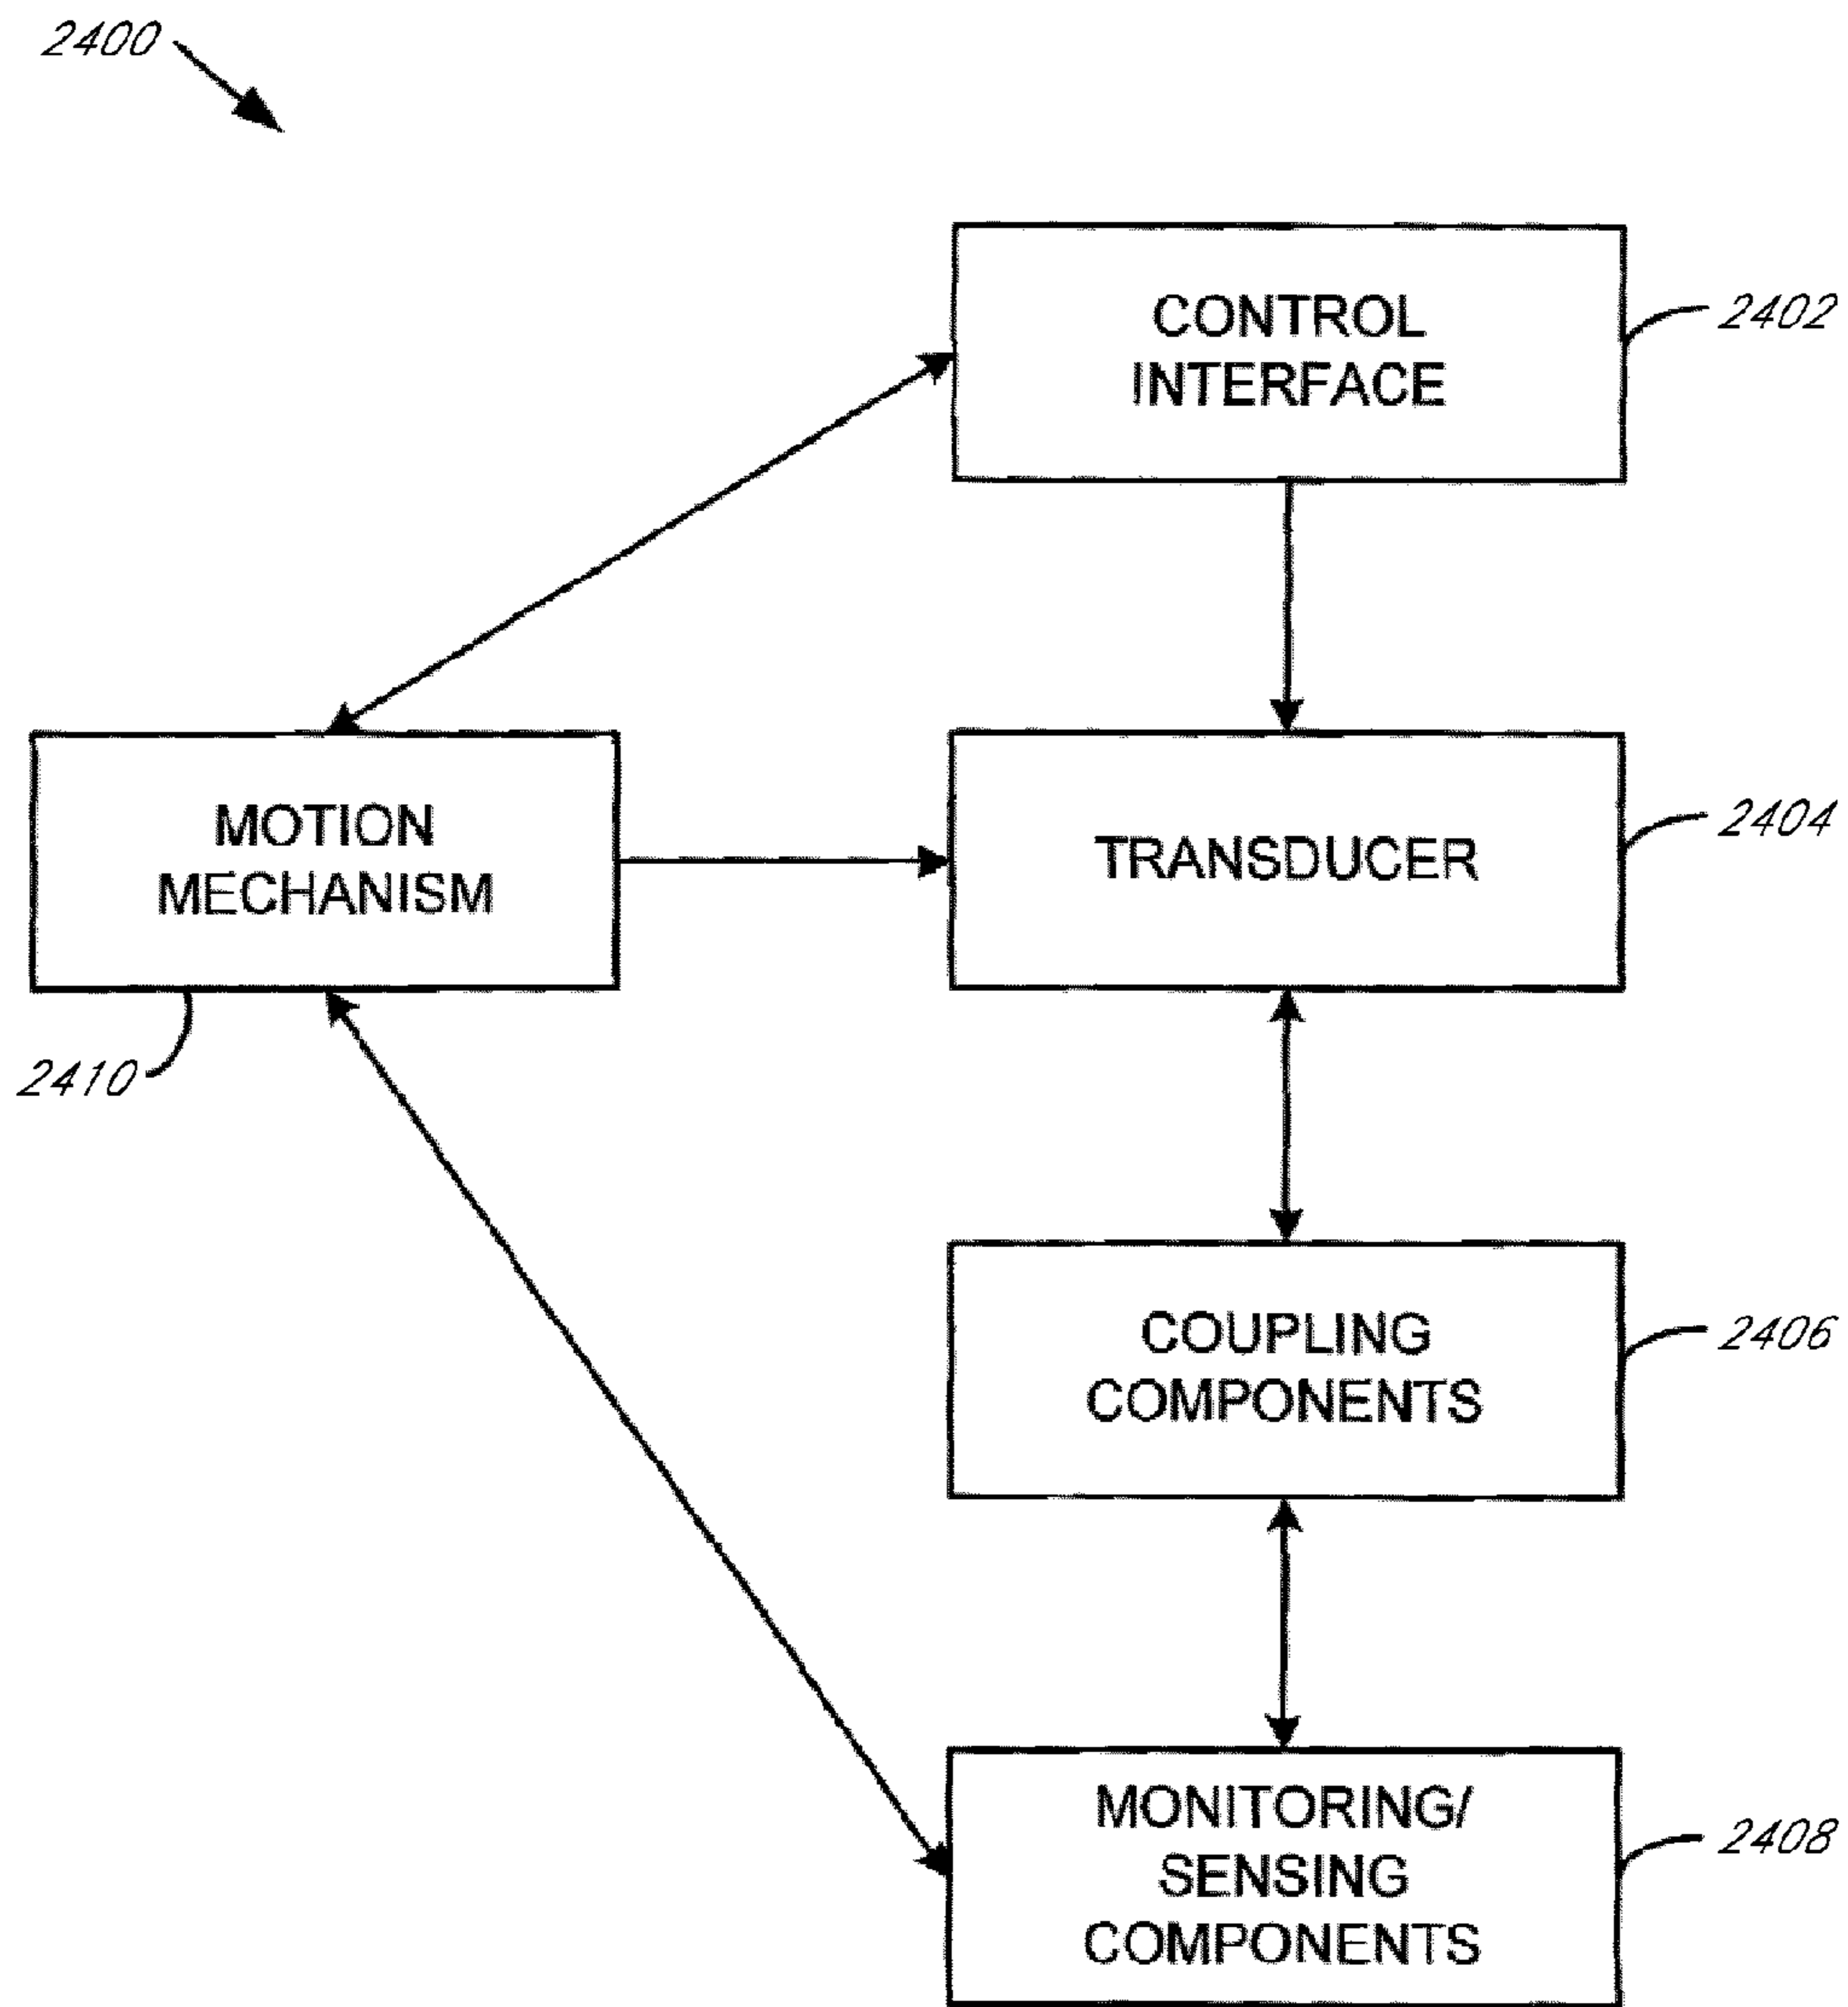 2400
CONTROL
INTERFACE
2402
MOTION
MECHANISM
2410
TRANSDUCER
2404
COUPLING
COMPONENTS
2406
MONITORING/
SENSING
COMPONENTS
2408